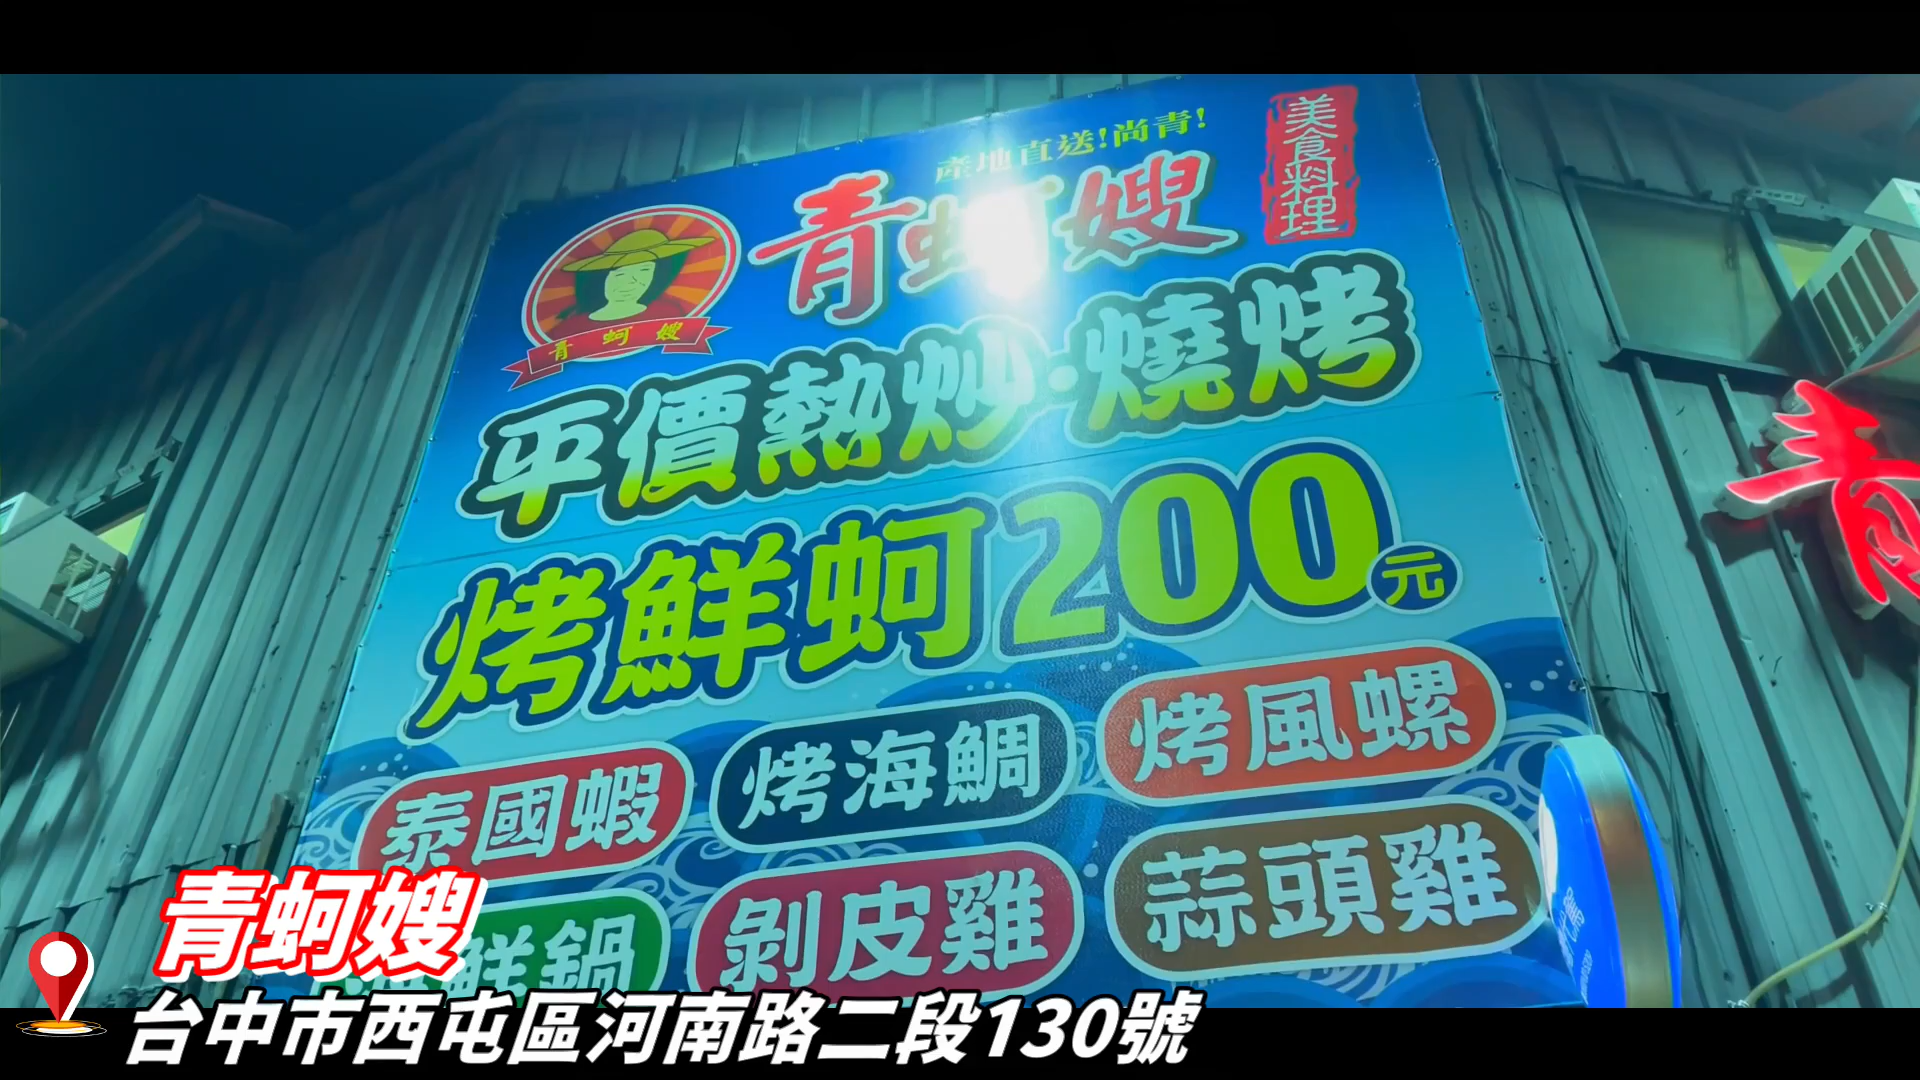 產地直送!尚青!
青蚵嫂
美食料理
青蚵嫂
平價熱炒·燒烤
烤鮮蚵200元
泰國蝦
烤海鯛
烤風螺
鮮鍋
剝皮雞
蒜頭雞
青
青蚵嫂
台中市西屯區河南路二段130號